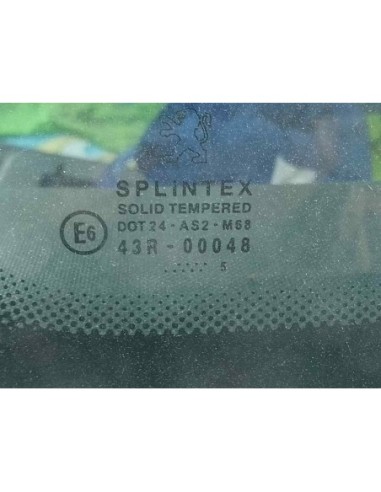 SPLINTEX
SOLID TEMPERED
DOT 24 - AS2 - M68
E6
43R - 00048
..... 5